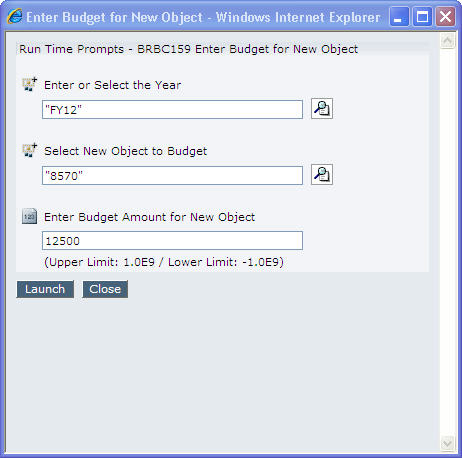 Enter Budget for New Object - Windows Internet Explorer
Run Time Prompts - BRBC159 Enter Budget for New Object
Enter or Select the Year
"FY12"
Select New Object to Budget
"8570"
123 Enter Budget Amount for New Object
12500
(Upper Limit: 1.0E9 / Lower Limit: -1.0E9)
Launch Close